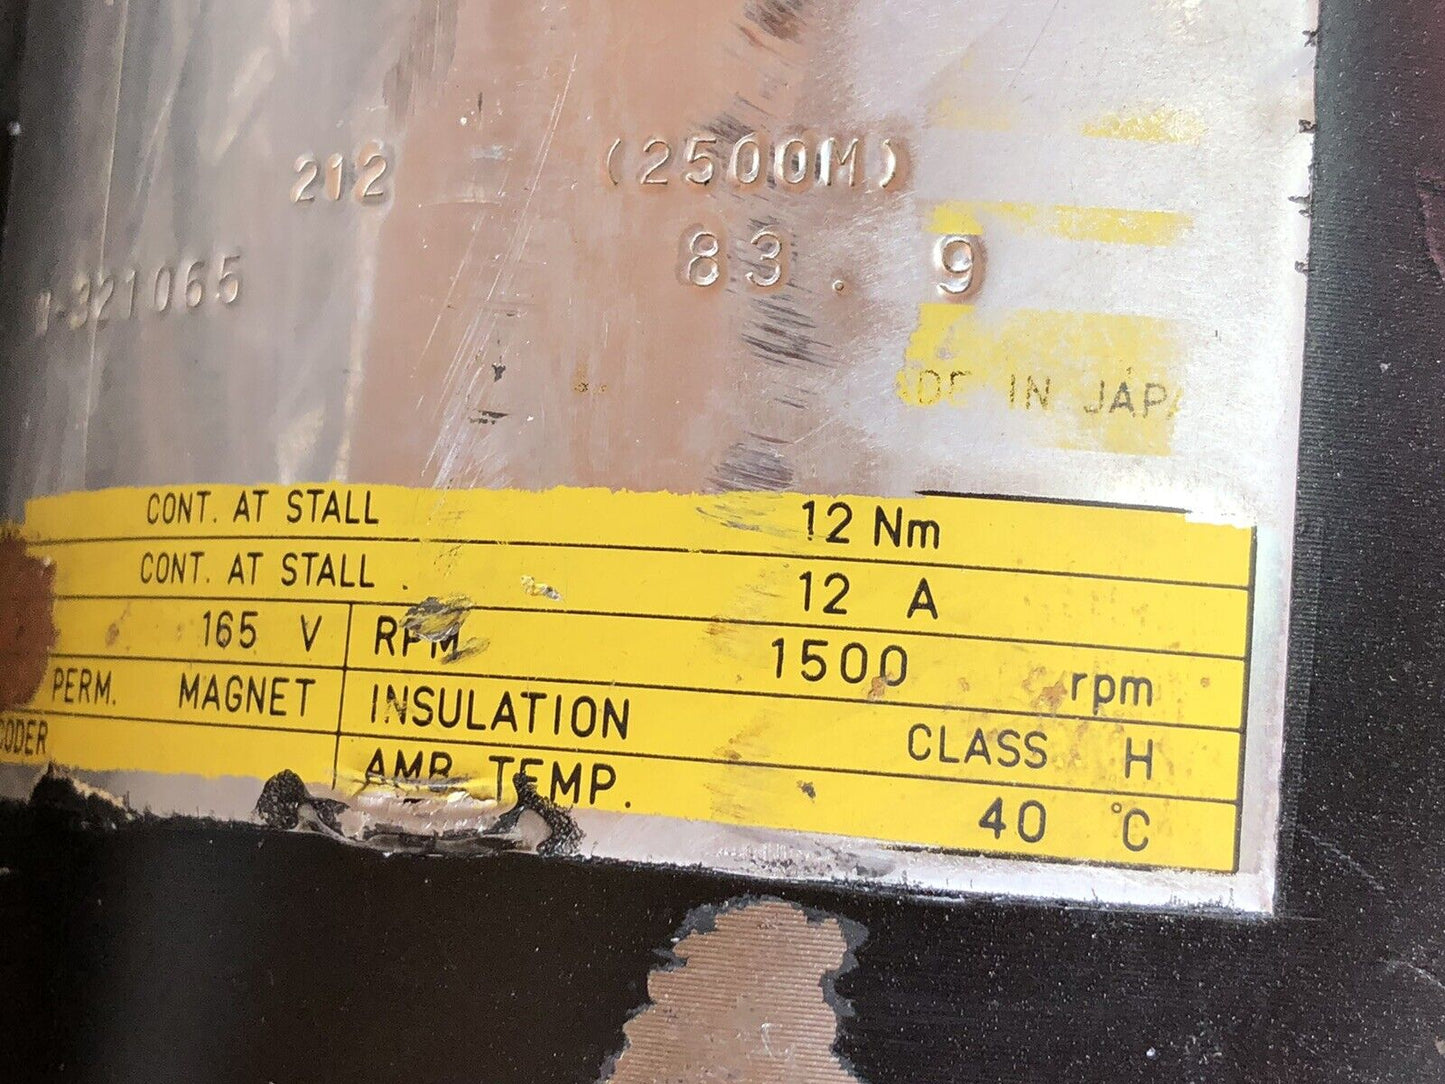 212 (2500M)
83. 9
-321065
ADE IN JAP
CONT. AT STALL 12 Nm
CONT. AT STALL 12 A
165 V RPM 1500 rpm
PERM. MAGNET INSULATION CLASS H
CODER AMB. TEMP. 40 °C